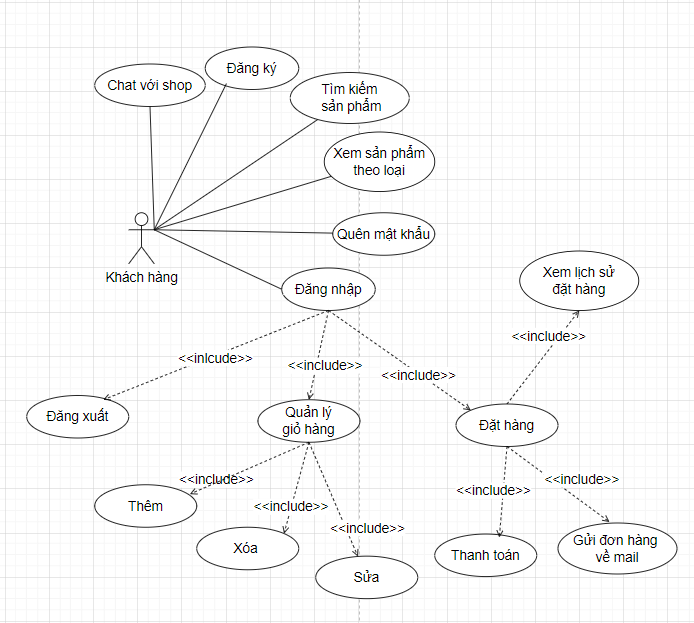 Đăng ký
Chat với shop
Tìm kiếm
sản phẩm
Xem sản phẩm
theo loại
Quên mật khẩu
Khách hàng
Đăng nhập
Xem lịch sử
đặt hàng
<<include>>
<<inlcude>>
<<include>>
<<include>>
Đăng xuất
Quản lý
giỏ hàng
Đặt hàng
<<include>>
<<include>>
<<include>>
<<include>>
<<include>>
Thêm
Xóa
Sửa
Thanh toán
Gửi đơn hàng
về mail